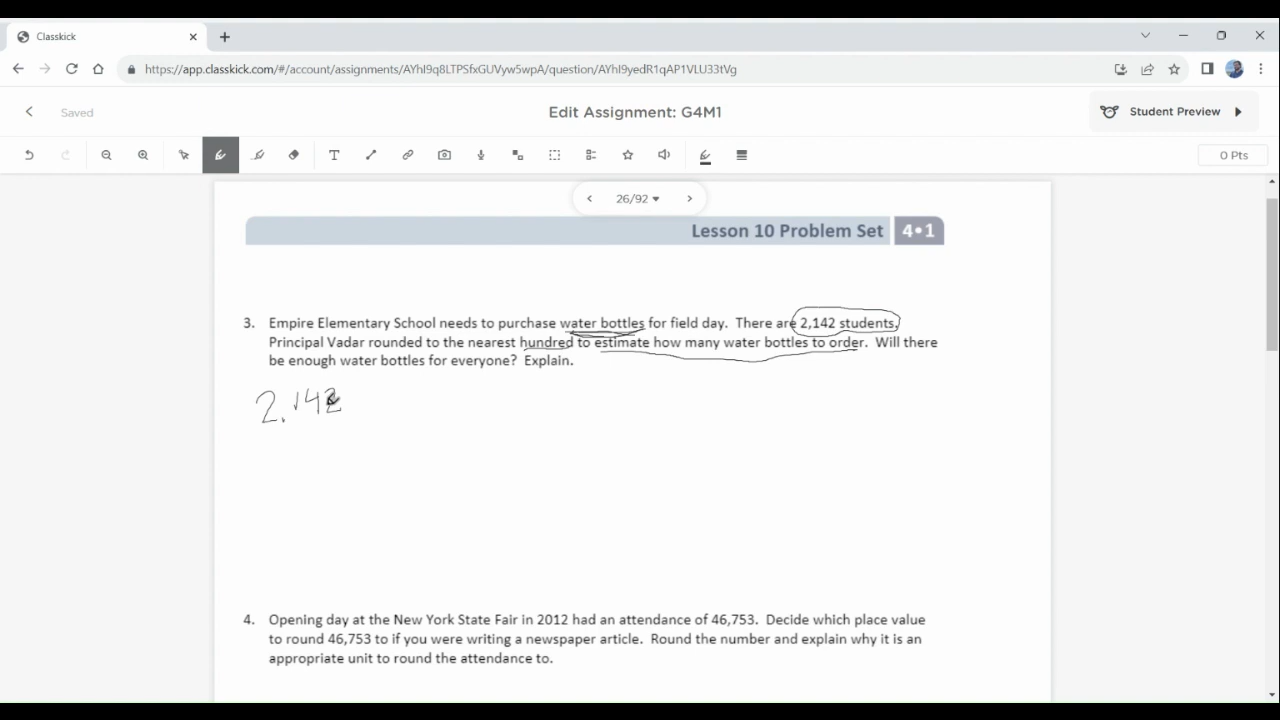 Classkick
https://app.classkick.com/#/account/assignments/AYhI9q8LTPSfxGUVyw5wpA/question/AYhI9yedR1qAP1VLU33tVg
Saved
Edit Assignment: G4M1
Student Preview
T
0 Pts
26/92
Lesson 10 Problem Set 4•1
3. Empire Elementary School needs to purchase water bottles for field day. There are 2,142 students,
Principal Vadar rounded to the nearest hundred to estimate how many water bottles to order. Will there
be enough water bottles for everyone? Explain.
2,142
4. Opening day at the New York State Fair in 2012 had an attendance of 46,753. Decide which place value
to round 46,753 to if you were writing a newspaper article. Round the number and explain why it is an
appropriate unit to round the attendance to.